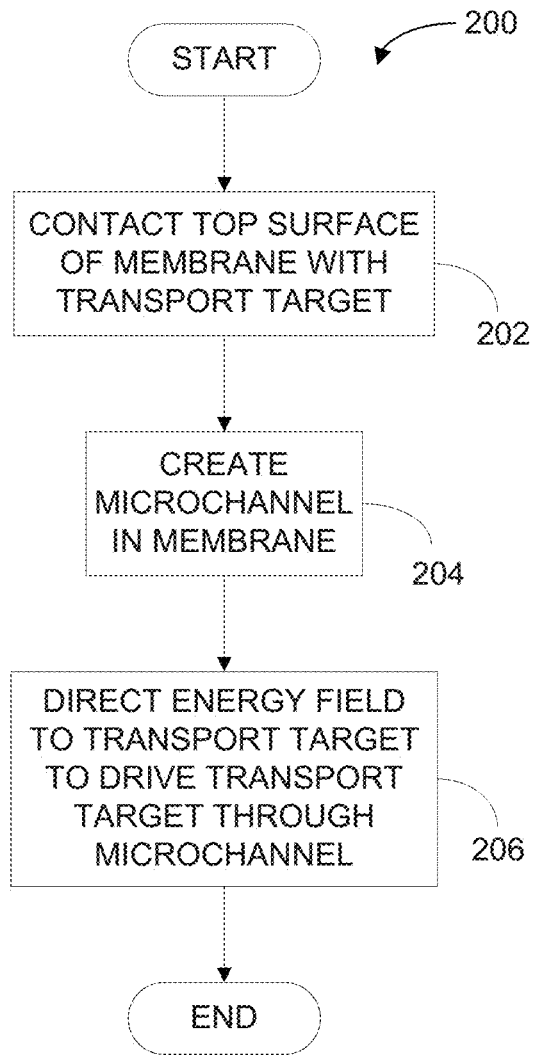 START
200
CONTACT TOP SURFACE
OF MEMBRANE WITH
TRANSPORT TARGET
202
CREATE
MICROCHANNEL
IN MEMBRANE
204
DIRECT ENERGY FIELD
TO TRANSPORT TARGET
TO DRIVE TRANSPORT
TARGET THROUGH
MICROCHANNEL
206
END